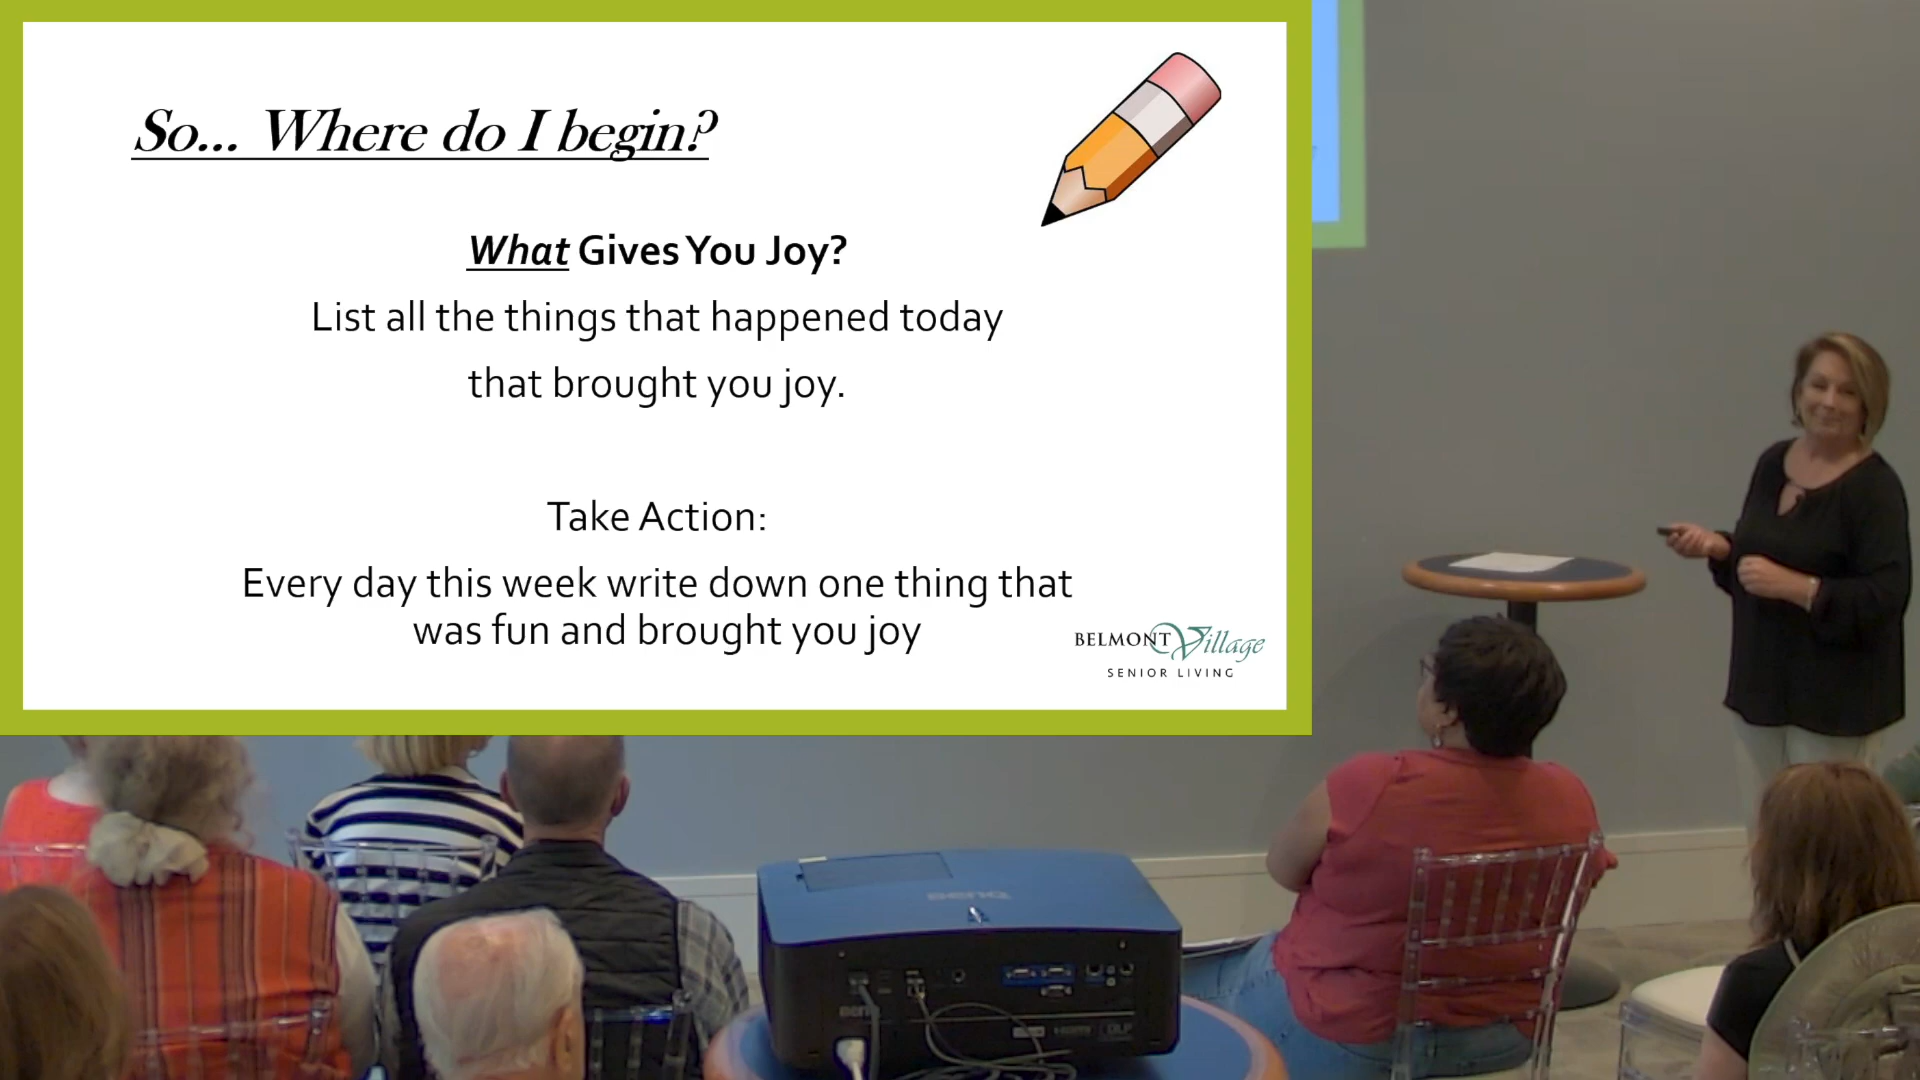 So... Where do I begin?
What Gives You Joy?
List all the things that happened today
that brought you joy.
Take Action:
Every day this week write down one thing that
was fun and brought you joy
BELMONT Village
SENIOR LIVING
BenQ